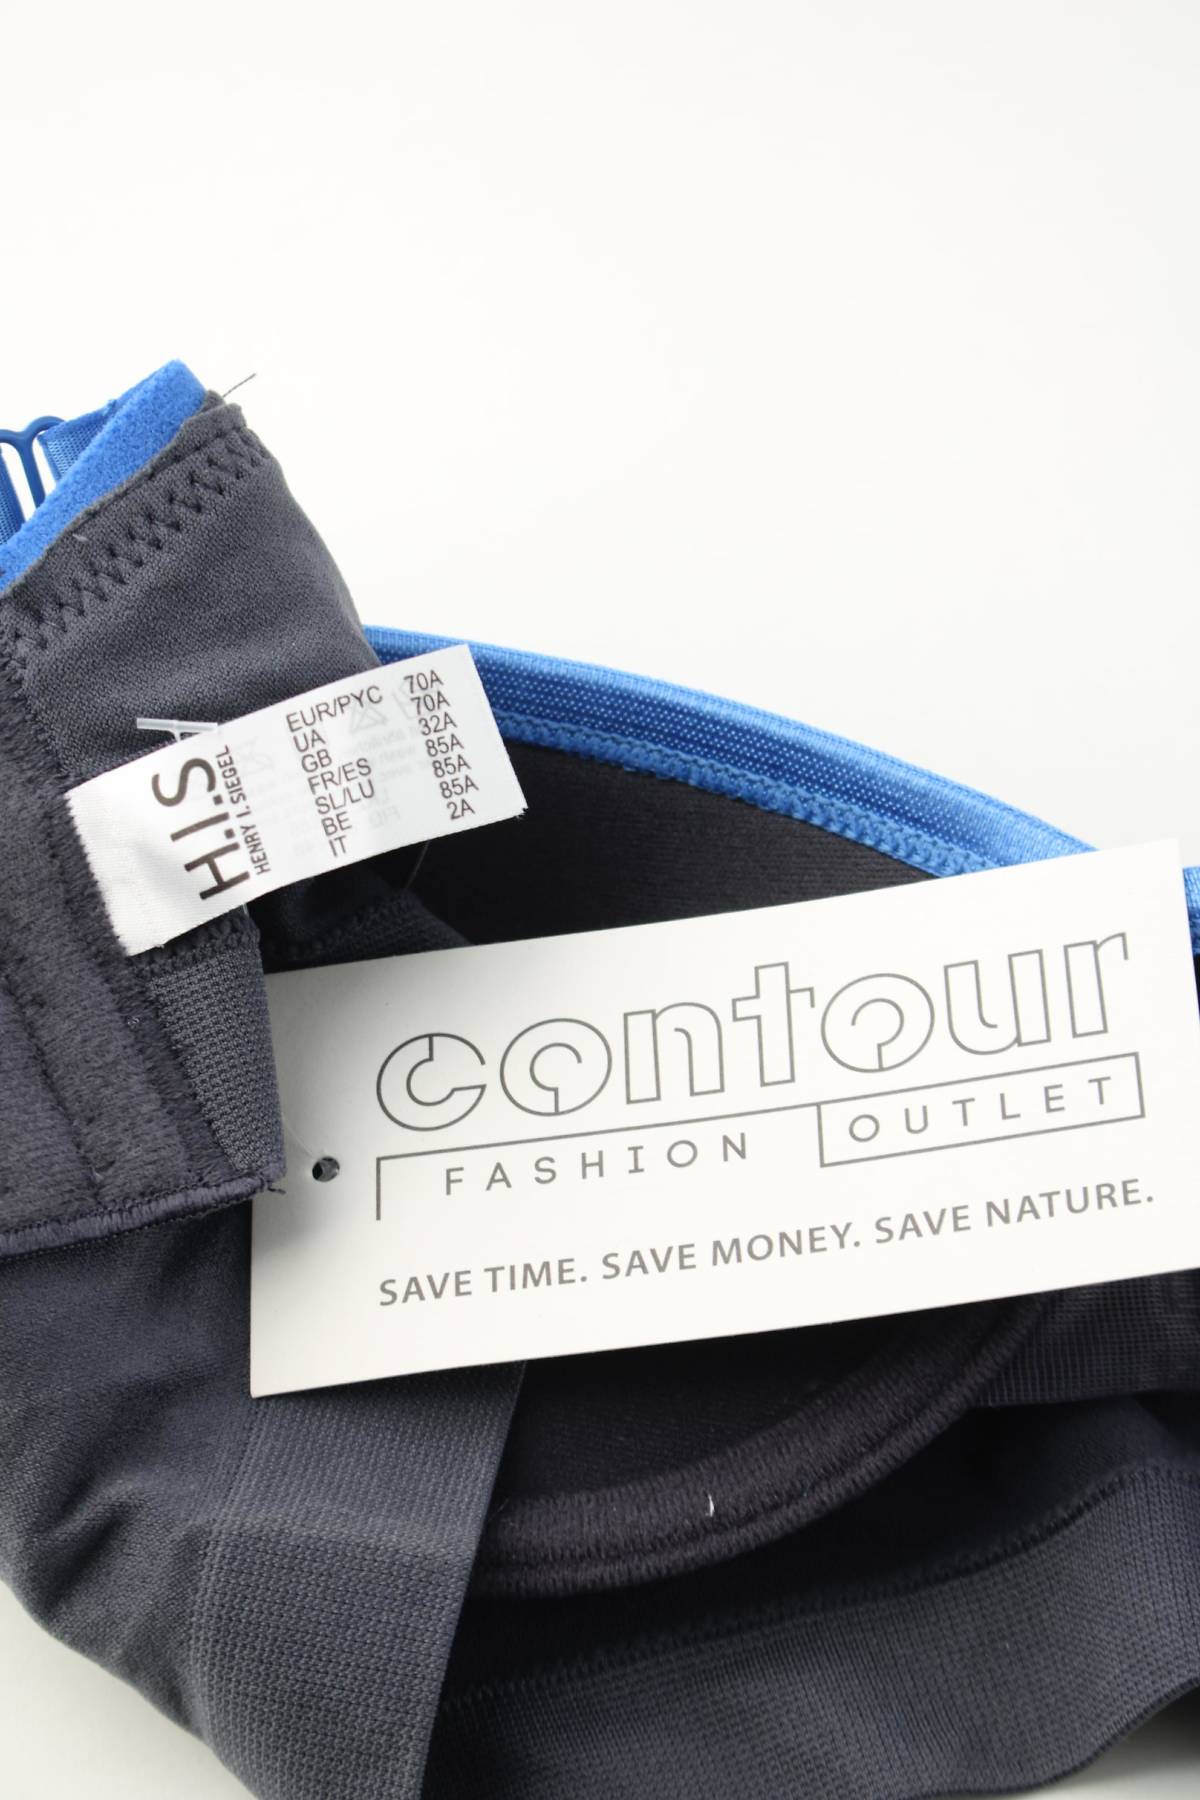 H.I.S
HENRY I. SIEGEL
EUR/PYC 70A
UA 70A
GB 32A
FR/ES 85A
SL/LU 85A
BE 85A
IT 2A
contour
FASHION OUTLET
SAVE TIME. SAVE MONEY. SAVE NATURE.